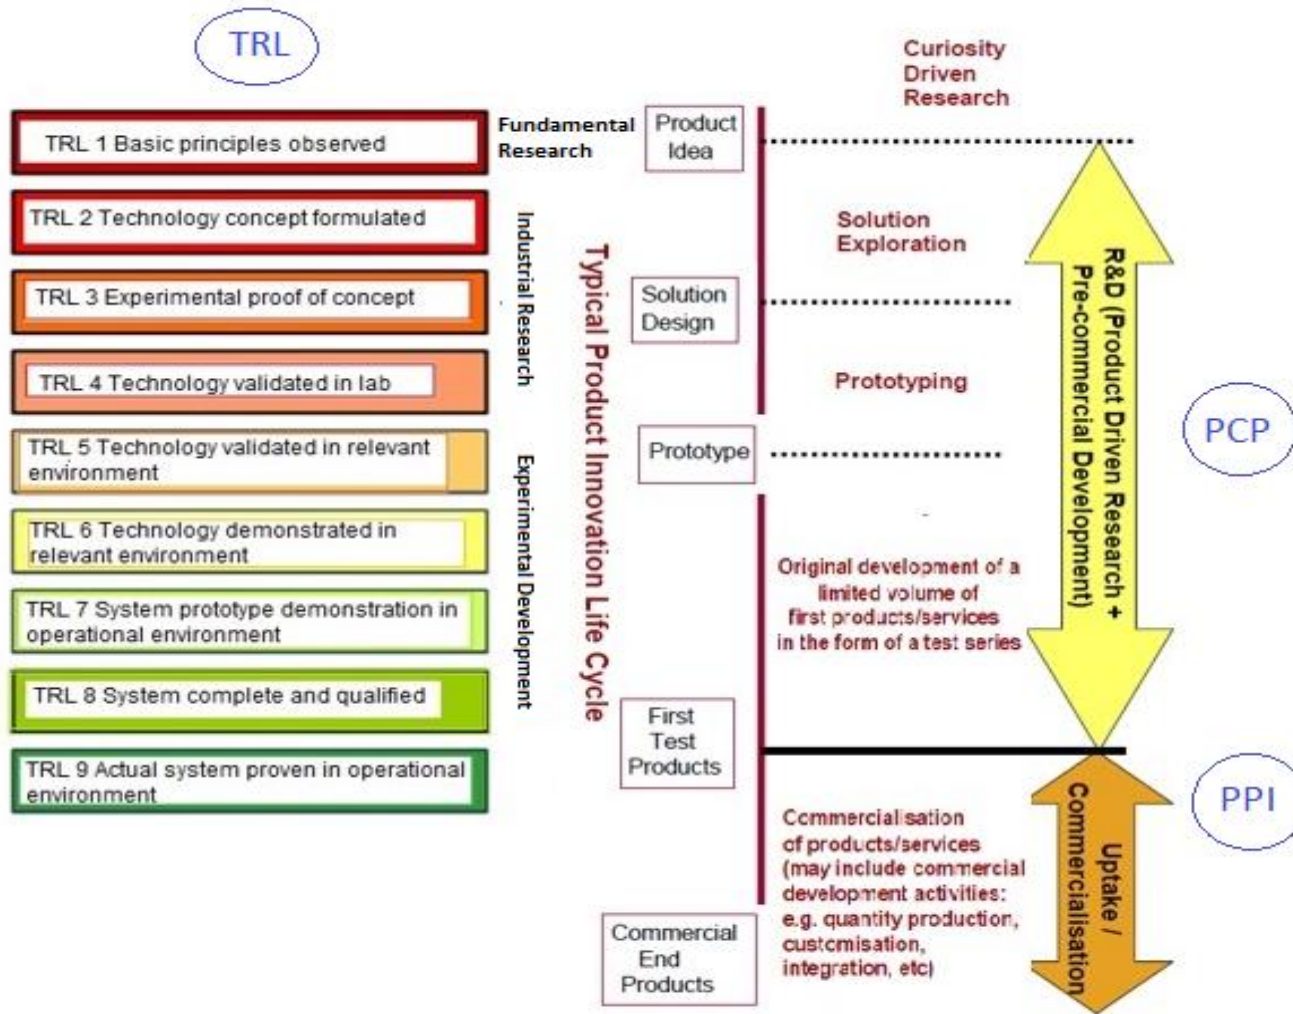 TRL
TRL 1 Basic principles observed
TRL 2 Technology concept formulated
TRL 3 Experimental proof of concept
TRL 4 Technology validated in lab
TRL 5 Technology validated in relevant
environment
TRL 6 Technology demonstrated in
relevant environment
TRL 7 System prototype demonstration in
operational environment
TRL 8 System complete and qualified
TRL 9 Actual system proven in operational
environment
Fundamental
Research
Industrial Research
Experimental Development
Typical Product Innovation Life Cycle
Product
Idea
Solution
Design
Prototype
First
Test
Products
Commercial
End
Products
Curiosity
Driven
Research
Solution
Exploration
Prototyping
Original development of a
limited volume of
first products/services
in the form of a test series
Commercialisation
of products/services
(may include commercial
development activities:
e.g. quantity production,
customisation,
integration, etc)
R&D (Product Driven Research +
Pre-commercial Development)
Uptake /
Commercialisation
PCP
PPI